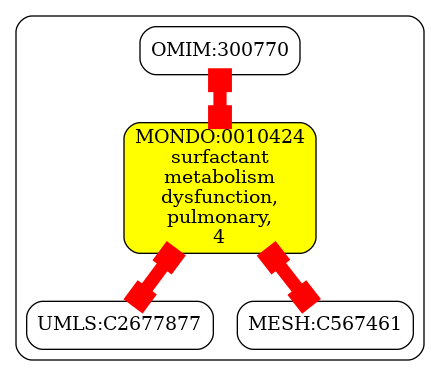 OMIM:300770
MONDO:0010424
surfactant
metabolism
dysfunction,
pulmonary,
4
UMLS:C2677877
MESH:C567461